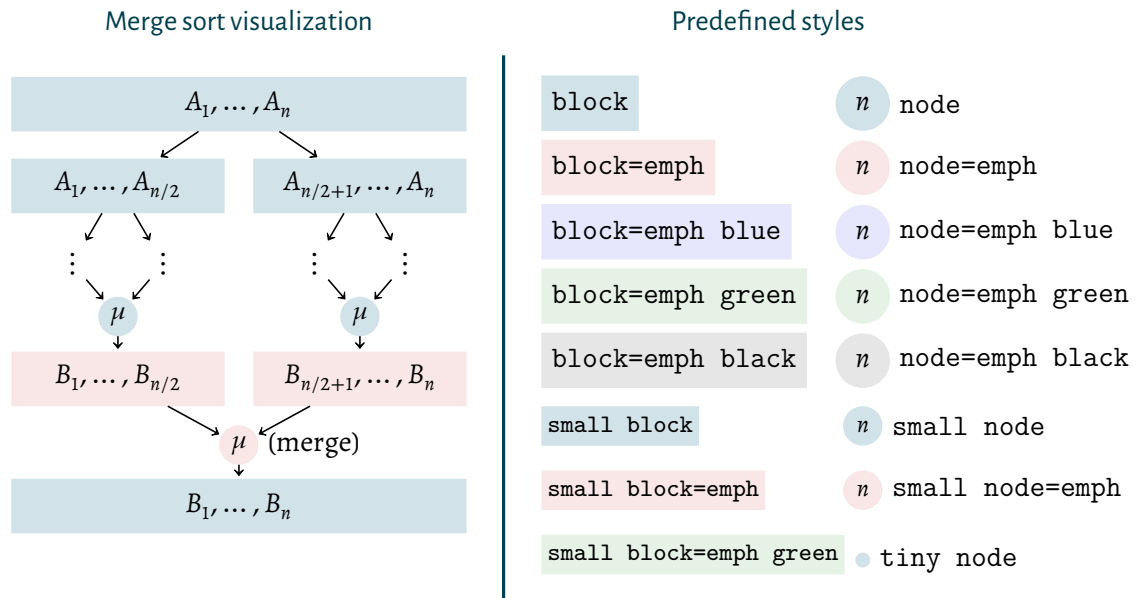 Merge sort visualization
A₁, … , Aₙ
A₁, … , Aₙ/₂
Aₙ/₂₊₁, … , Aₙ
⋮ ⋮ ⋮ ⋮
μ μ
B₁, … , Bₙ/₂
Bₙ/₂₊₁, … , Bₙ
μ (merge)
B₁, … , Bₙ
Predefined styles
block
n node
block=emph
n node=emph
block=emph blue
n node=emph blue
block=emph green
n node=emph green
block=emph black
n node=emph black
small block
n small node
small block=emph
n small node=emph
small block=emph green
tiny node